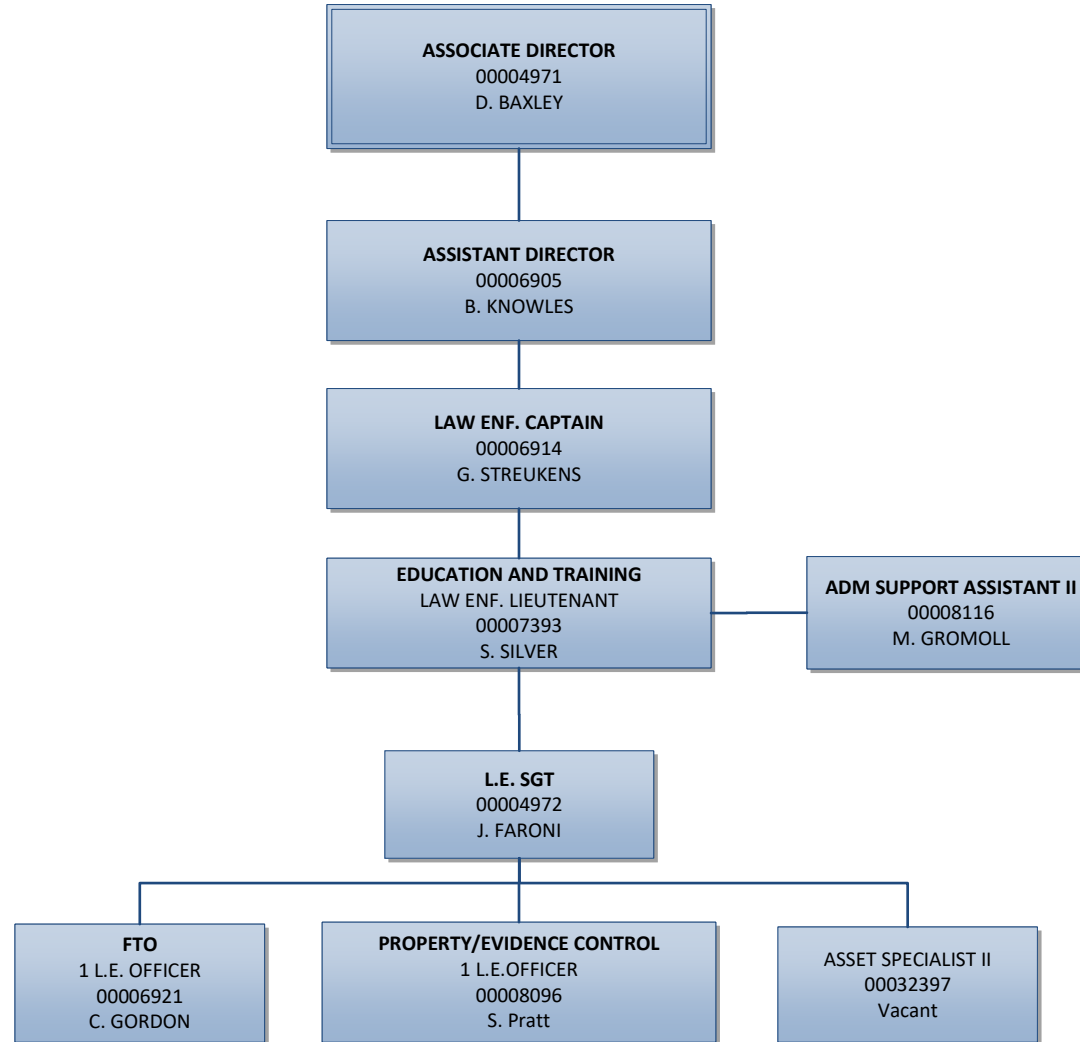 ASSOCIATE DIRECTOR
00004971
D. BAXLEY
ASSISTANT DIRECTOR
00006905
B. KNOWLES
LAW ENF. CAPTAIN
00006914
G. STREUKENS
EDUCATION AND TRAINING
LAW ENF. LIEUTENANT
00007393
S. SILVER
ADM SUPPORT ASSISTANT II
00008116
M. GROMOLL
L.E. SGT
00004972
J. FARONI
FTO
1 L.E. OFFICER
00006921
C. GORDON
PROPERTY/EVIDENCE CONTROL
1 L.E.OFFICER
00008096
S. Pratt
ASSET SPECIALIST II
00032397
Vacant